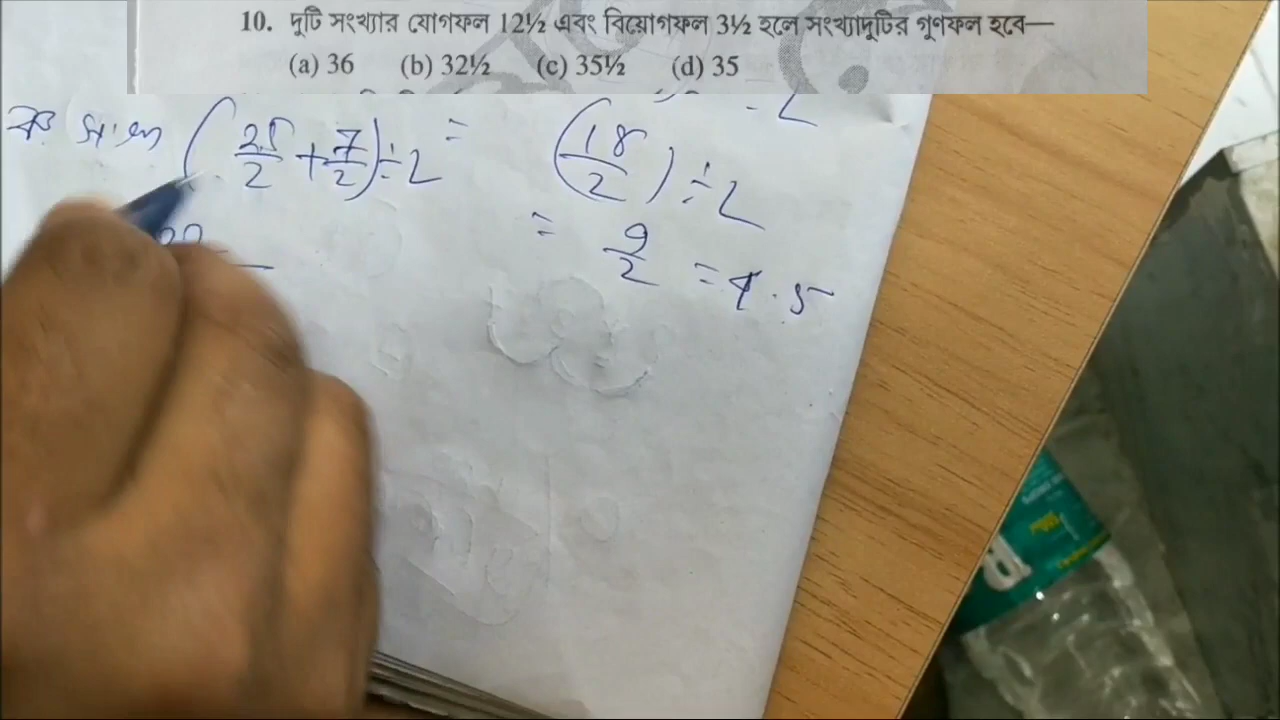 10. দুটি সংখ্যার যোগফল 12½ এবং বিয়োগফল 3½ হলে সংখ্যাদুটির গুণফল হবে—
(a) 36 (b) 32½ (c) 35½ (d) 35
(25/2 + 7/2) ÷ 2 =
(18/2) ÷ 2
= 9/2 = 4.5